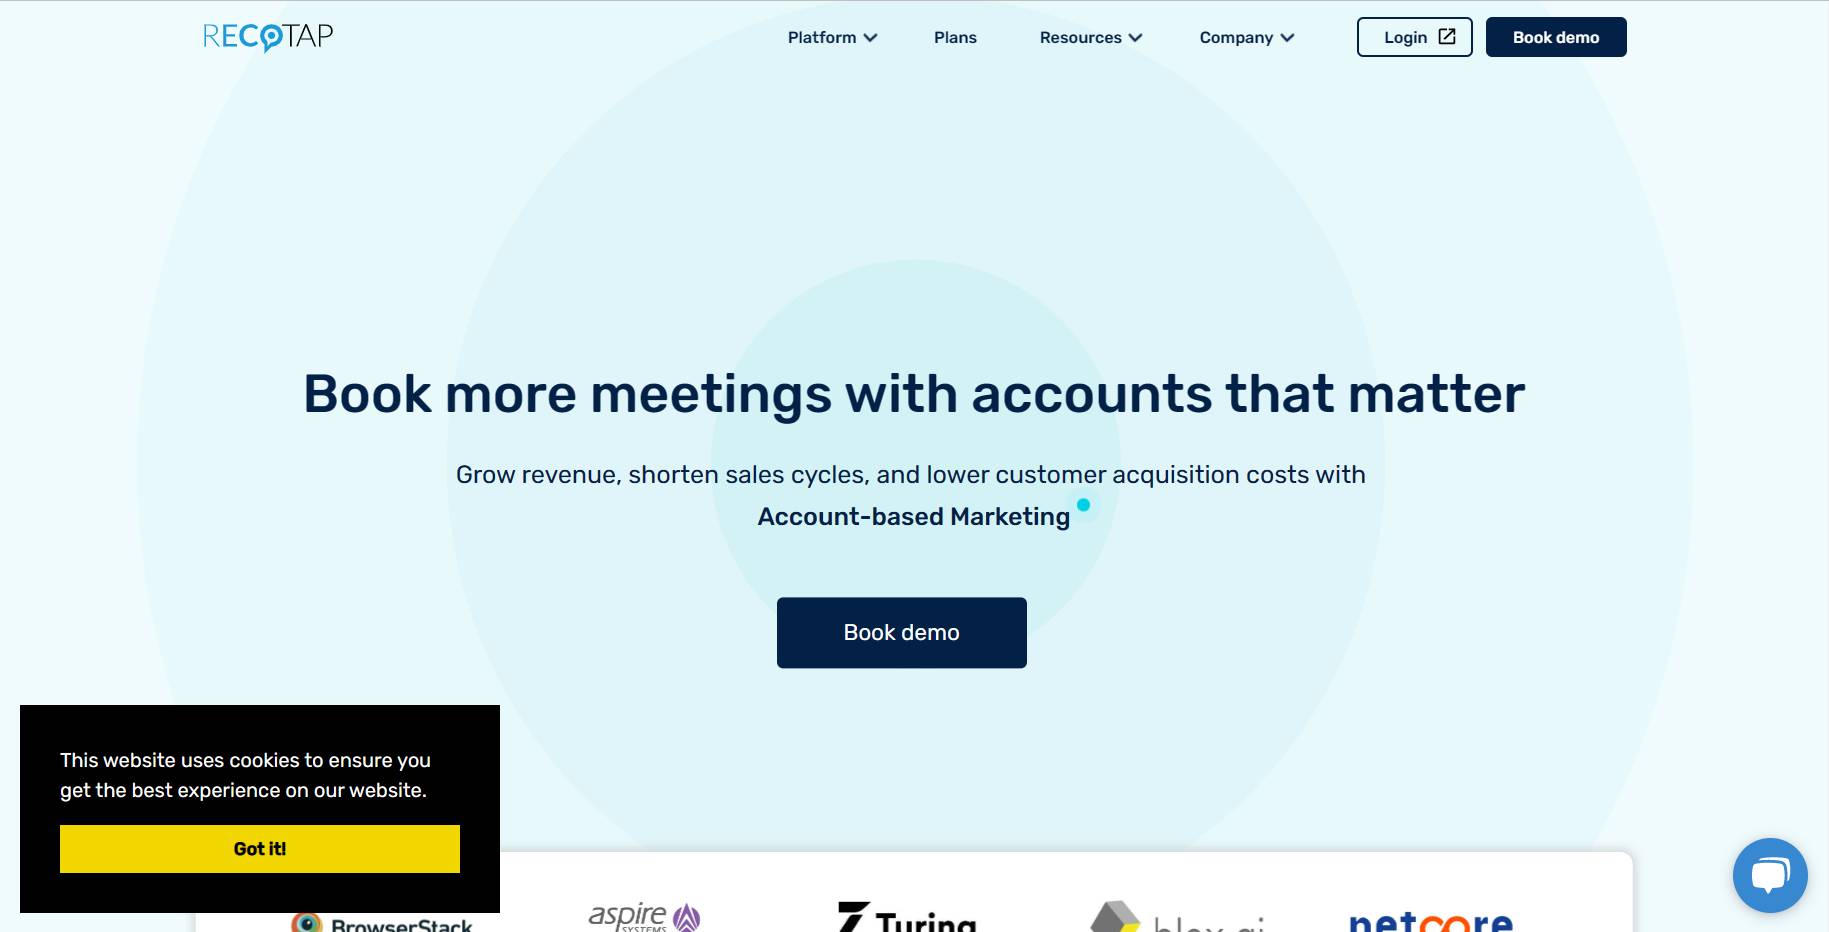 RECOTAP
Platform
Plans
Resources
Company
Login
Book demo
Book more meetings with accounts that matter
Grow revenue, shorten sales cycles, and lower customer acquisition costs with
Account-based Marketing
Book demo
This website uses cookies to ensure you
get the best experience on our website.
Got it!
BrowserStack
aspire
SYSTEMS
Turing
netcore